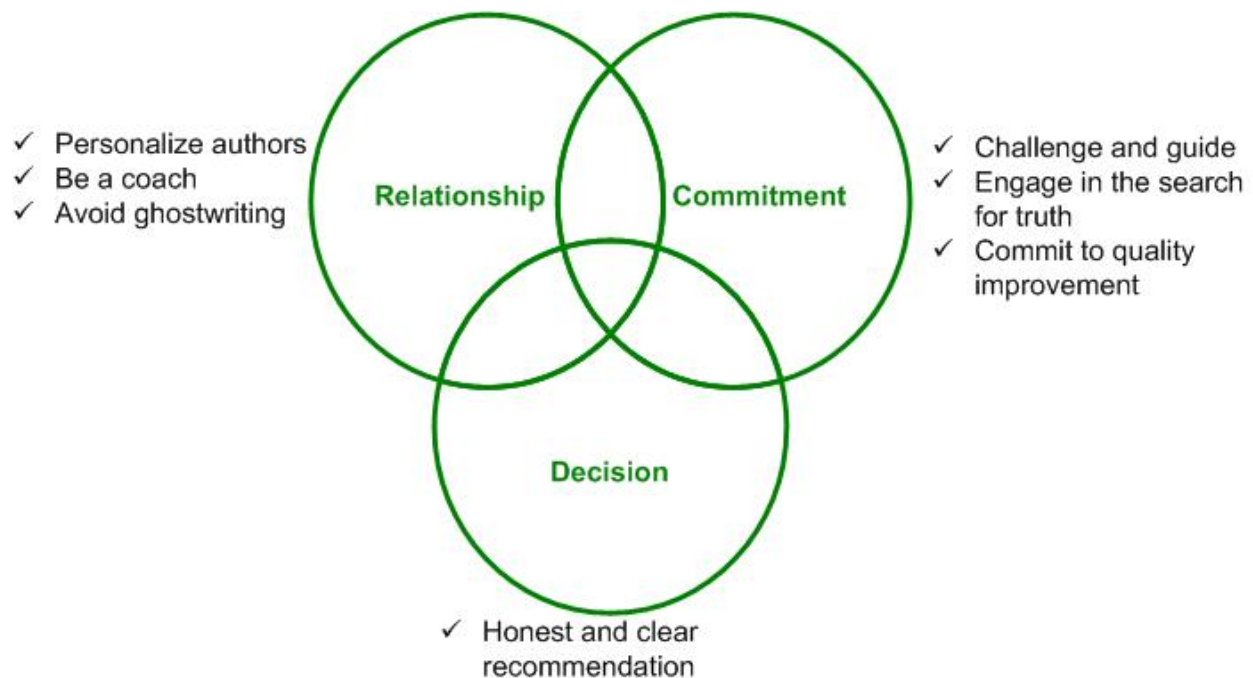 ✓ Personalize authors
✓ Be a coach
✓ Avoid ghostwriting
Relationship
Commitment
✓ Challenge and guide
✓ Engage in the search
for truth
✓ Commit to quality
improvement
Decision
✓ Honest and clear
recommendation